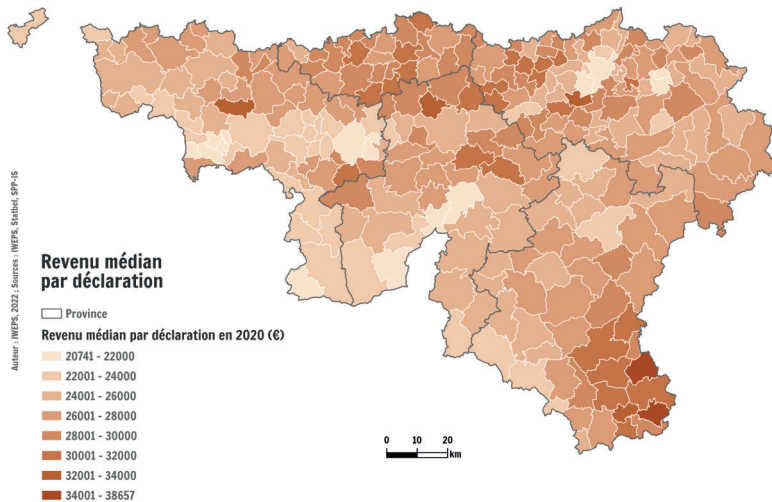 Auteur : IWEPS, 2022 ; Sources : IWEPS, Statbel, SPP-IS
Revenu médian
par déclaration
Province
Revenu médian par déclaration en 2020 (€)
20741 - 22000
22001 - 24000
24001 - 26000
26001 - 28000
28001 - 30000
30001 - 32000
32001 - 34000
34001 - 38657
0 10 20
km